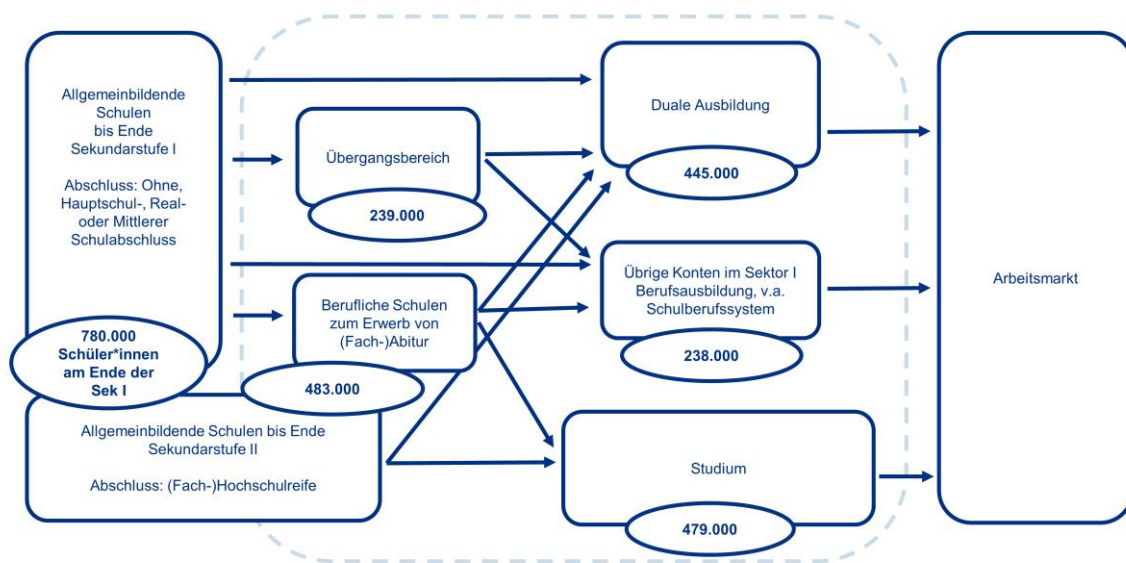 Allgemeinbildende
Schulen
bis Ende
Sekundarstufe I
Abschluss: Ohne,
Hauptschul-, Real-
oder Mittlerer
Schulabschluss
780.000
Schüler*innen
am Ende der
Sek I
Allgemeinbildende Schulen bis Ende
Sekundarstufe II
Abschluss: (Fach-)Hochschulreife
Übergangsbereich
239.000
Berufliche Schulen
zum Erwerb von
(Fach-)Abitur
483.000
Duale Ausbildung
445.000
Übrige Konten im Sektor I
Berufsausbildung, v.a.
Schulberufssystem
238.000
Studium
479.000
Arbeitsmarkt